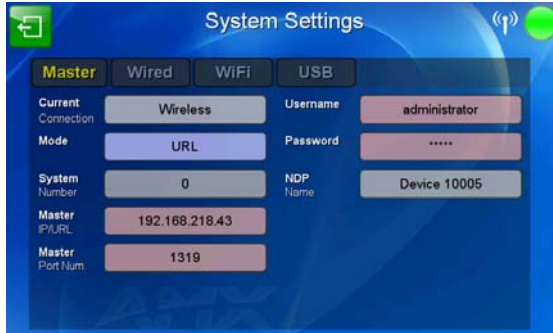 System Settings
Master Wired WiFi USB
Current Connection Wireless Username administrator
Mode URL Password •••••
System Number 0 NDP Name Device 10005
Master IP/URL 192.168.218.43
Master Port Num. 1319
AMX